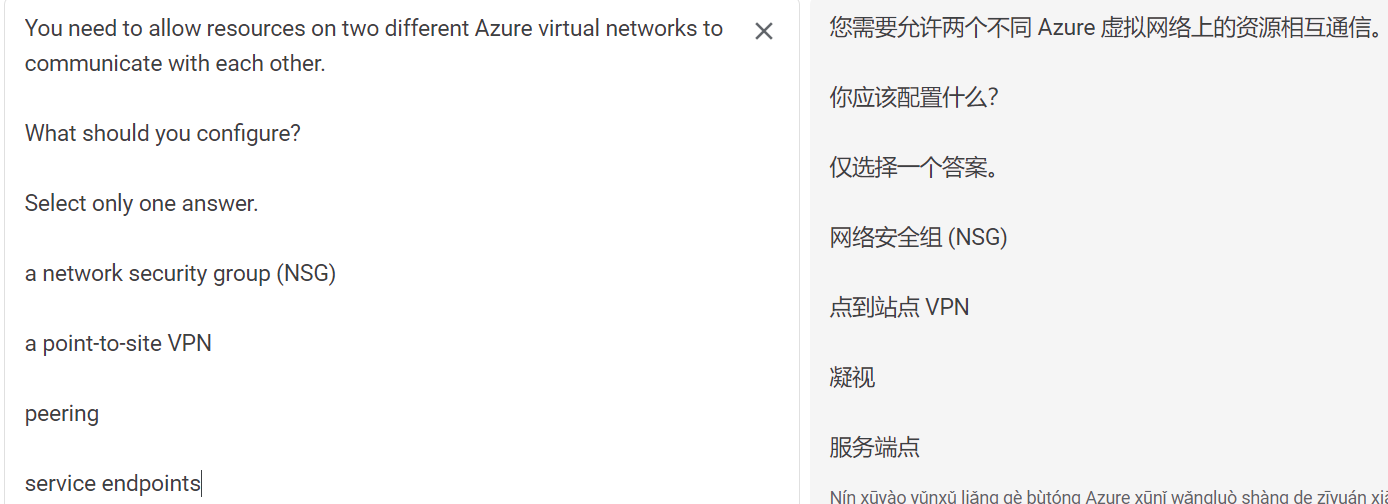 You need to allow resources on two different Azure virtual networks to
communicate with each other.
What should you configure?
Select only one answer.
a network security group (NSG)
a point-to-site VPN
peering
service endpoints
您需要允许两个不同 Azure 虚拟网络上的资源相互通信。
你应该配置什么？
仅选择一个答案。
网络安全组 (NSG)
点到站点 VPN
凝视
服务端点
Nín xūyào yǔnxǔ liǎng gè bùtóng Azure xūnǐ wǎngluò shàng de zīyuán